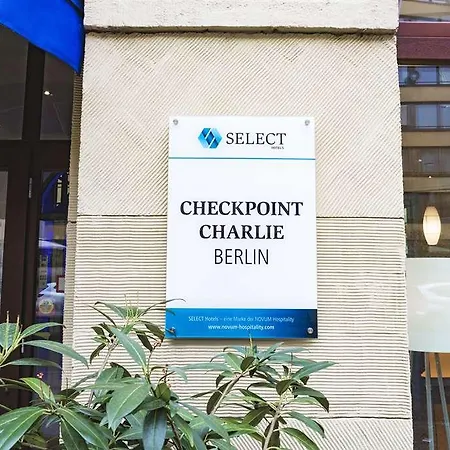 SELECT
HOTELS
CHECKPOINT
CHARLIE
BERLIN
SELECT Hotels – eine Marke der NOVUM Hospitality
www.novum-hospitality.com